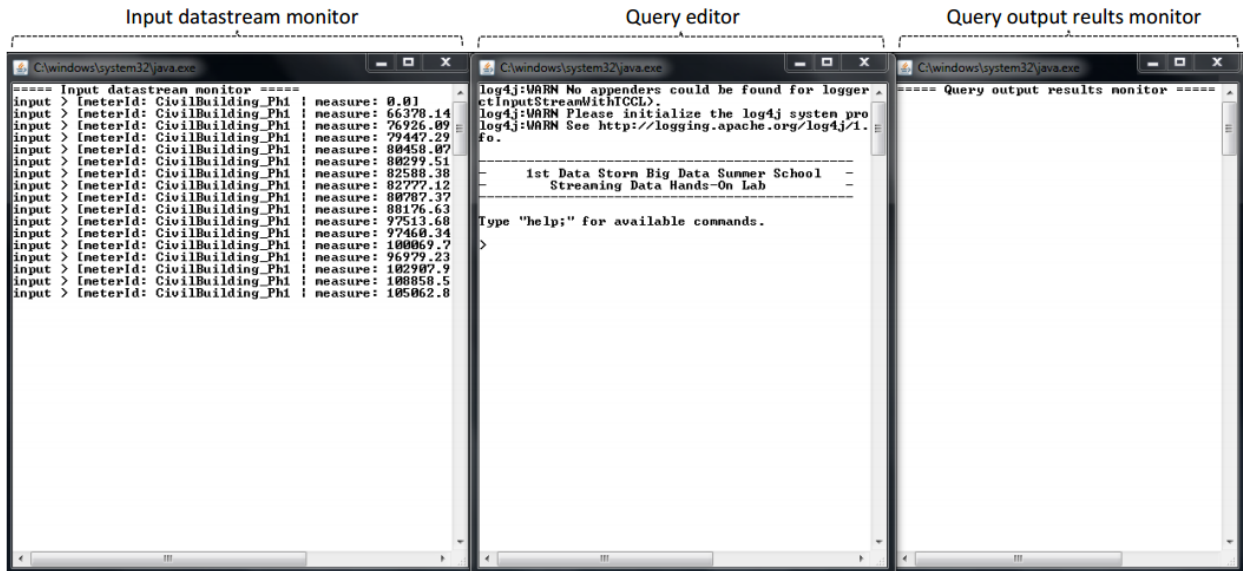 Input datastream monitor
Query editor
Query output reults monitor
C:\windows\system32\java.exe
===== Input datastream monitor =====
input > [meterId: CivilBuilding_Ph1 | measure: 0.0]
input > [meterId: CivilBuilding_Ph1 | measure: 66378.14
input > [meterId: CivilBuilding_Ph1 | measure: 76926.09
input > [meterId: CivilBuilding_Ph1 | measure: 79447.29
input > [meterId: CivilBuilding_Ph1 | measure: 80458.07
input > [meterId: CivilBuilding_Ph1 | measure: 80299.51
input > [meterId: CivilBuilding_Ph1 | measure: 82588.38
input > [meterId: CivilBuilding_Ph1 | measure: 82777.12
input > [meterId: CivilBuilding_Ph1 | measure: 80787.37
input > [meterId: CivilBuilding_Ph1 | measure: 88176.63
input > [meterId: CivilBuilding_Ph1 | measure: 97513.68
input > [meterId: CivilBuilding_Ph1 | measure: 97460.34
input > [meterId: CivilBuilding_Ph1 | measure: 100069.7
input > [meterId: CivilBuilding_Ph1 | measure: 96979.23
input > [meterId: CivilBuilding_Ph1 | measure: 102907.9
input > [meterId: CivilBuilding_Ph1 | measure: 108858.5
input > [meterId: CivilBuilding_Ph1 | measure: 105062.8
C:\windows\system32\java.exe
log4j:WARN No appenders could be found for logger
ctInputStreamWithTCCL).
log4j:WARN Please initialize the log4j system pro
log4j:WARN See http://logging.apache.org/log4j/1.
fo.
------------------------------------------------
- 1st Data Storm Big Data Summer School -
- Streaming Data Hands-On Lab -
------------------------------------------------
Type "help;" for available commands.
>
C:\windows\system32\java.exe
===== Query output results monitor =====